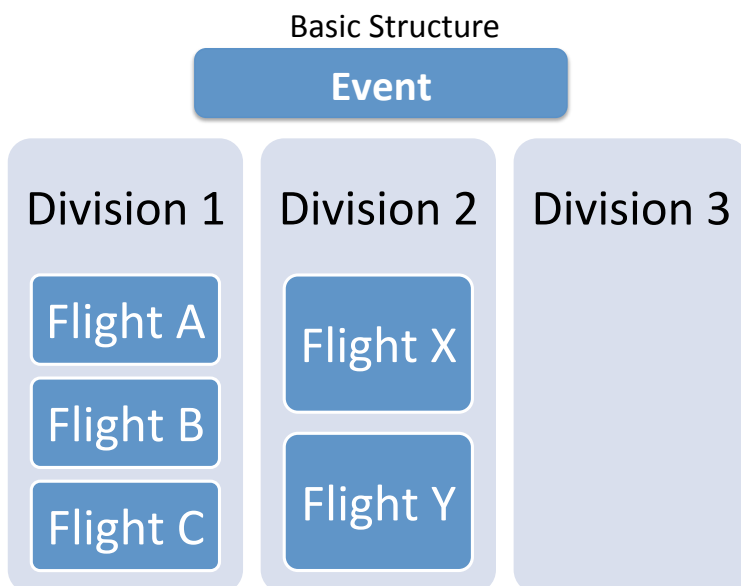 Basic Structure
Event
Division 1
Flight A
Flight B
Flight C
Division 2
Flight X
Flight Y
Division 3